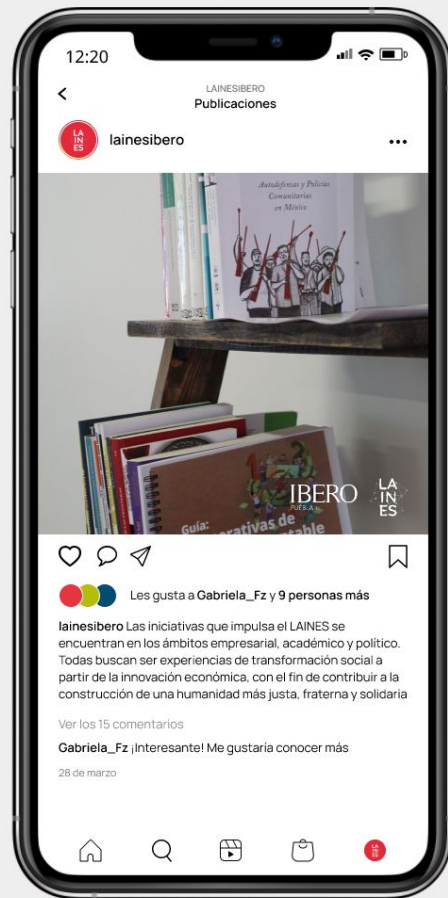 12:20
LAINESIBERO
Publicaciones
LA
IN
ES
lainesibero
Autodefensas y Policías
Comunitarias
en México
Guía:
IBERO
PUEBLA
LA
IN
ES
Les gusta a Gabriela_Fz y 9 personas más
lainesibero Las iniciativas que impulsa el LAINES se
encuentran en los ámbitos empresarial, académico y político.
Todas buscan ser experiencias de transformación social a
partir de la innovación económica, con el fin de contribuir a la
construcción de una humanidad más justa, fraterna y solidaria
Ver los 15 comentarios
Gabriela_Fz ¡Interesante! Me gustaría conocer más
28 de marzo
LA
IN
ES